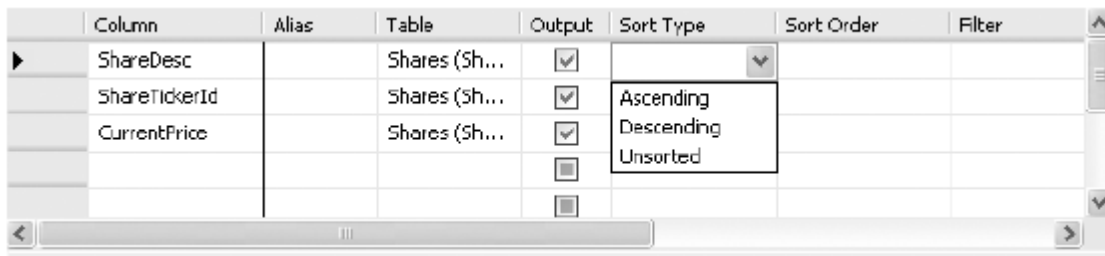 Column Alias Table Output Sort Type Sort Order Filter
ShareDesc Shares (Sh...
ShareTickerId Shares (Sh... Ascending
CurrentPrice Shares (Sh... Descending
Unsorted